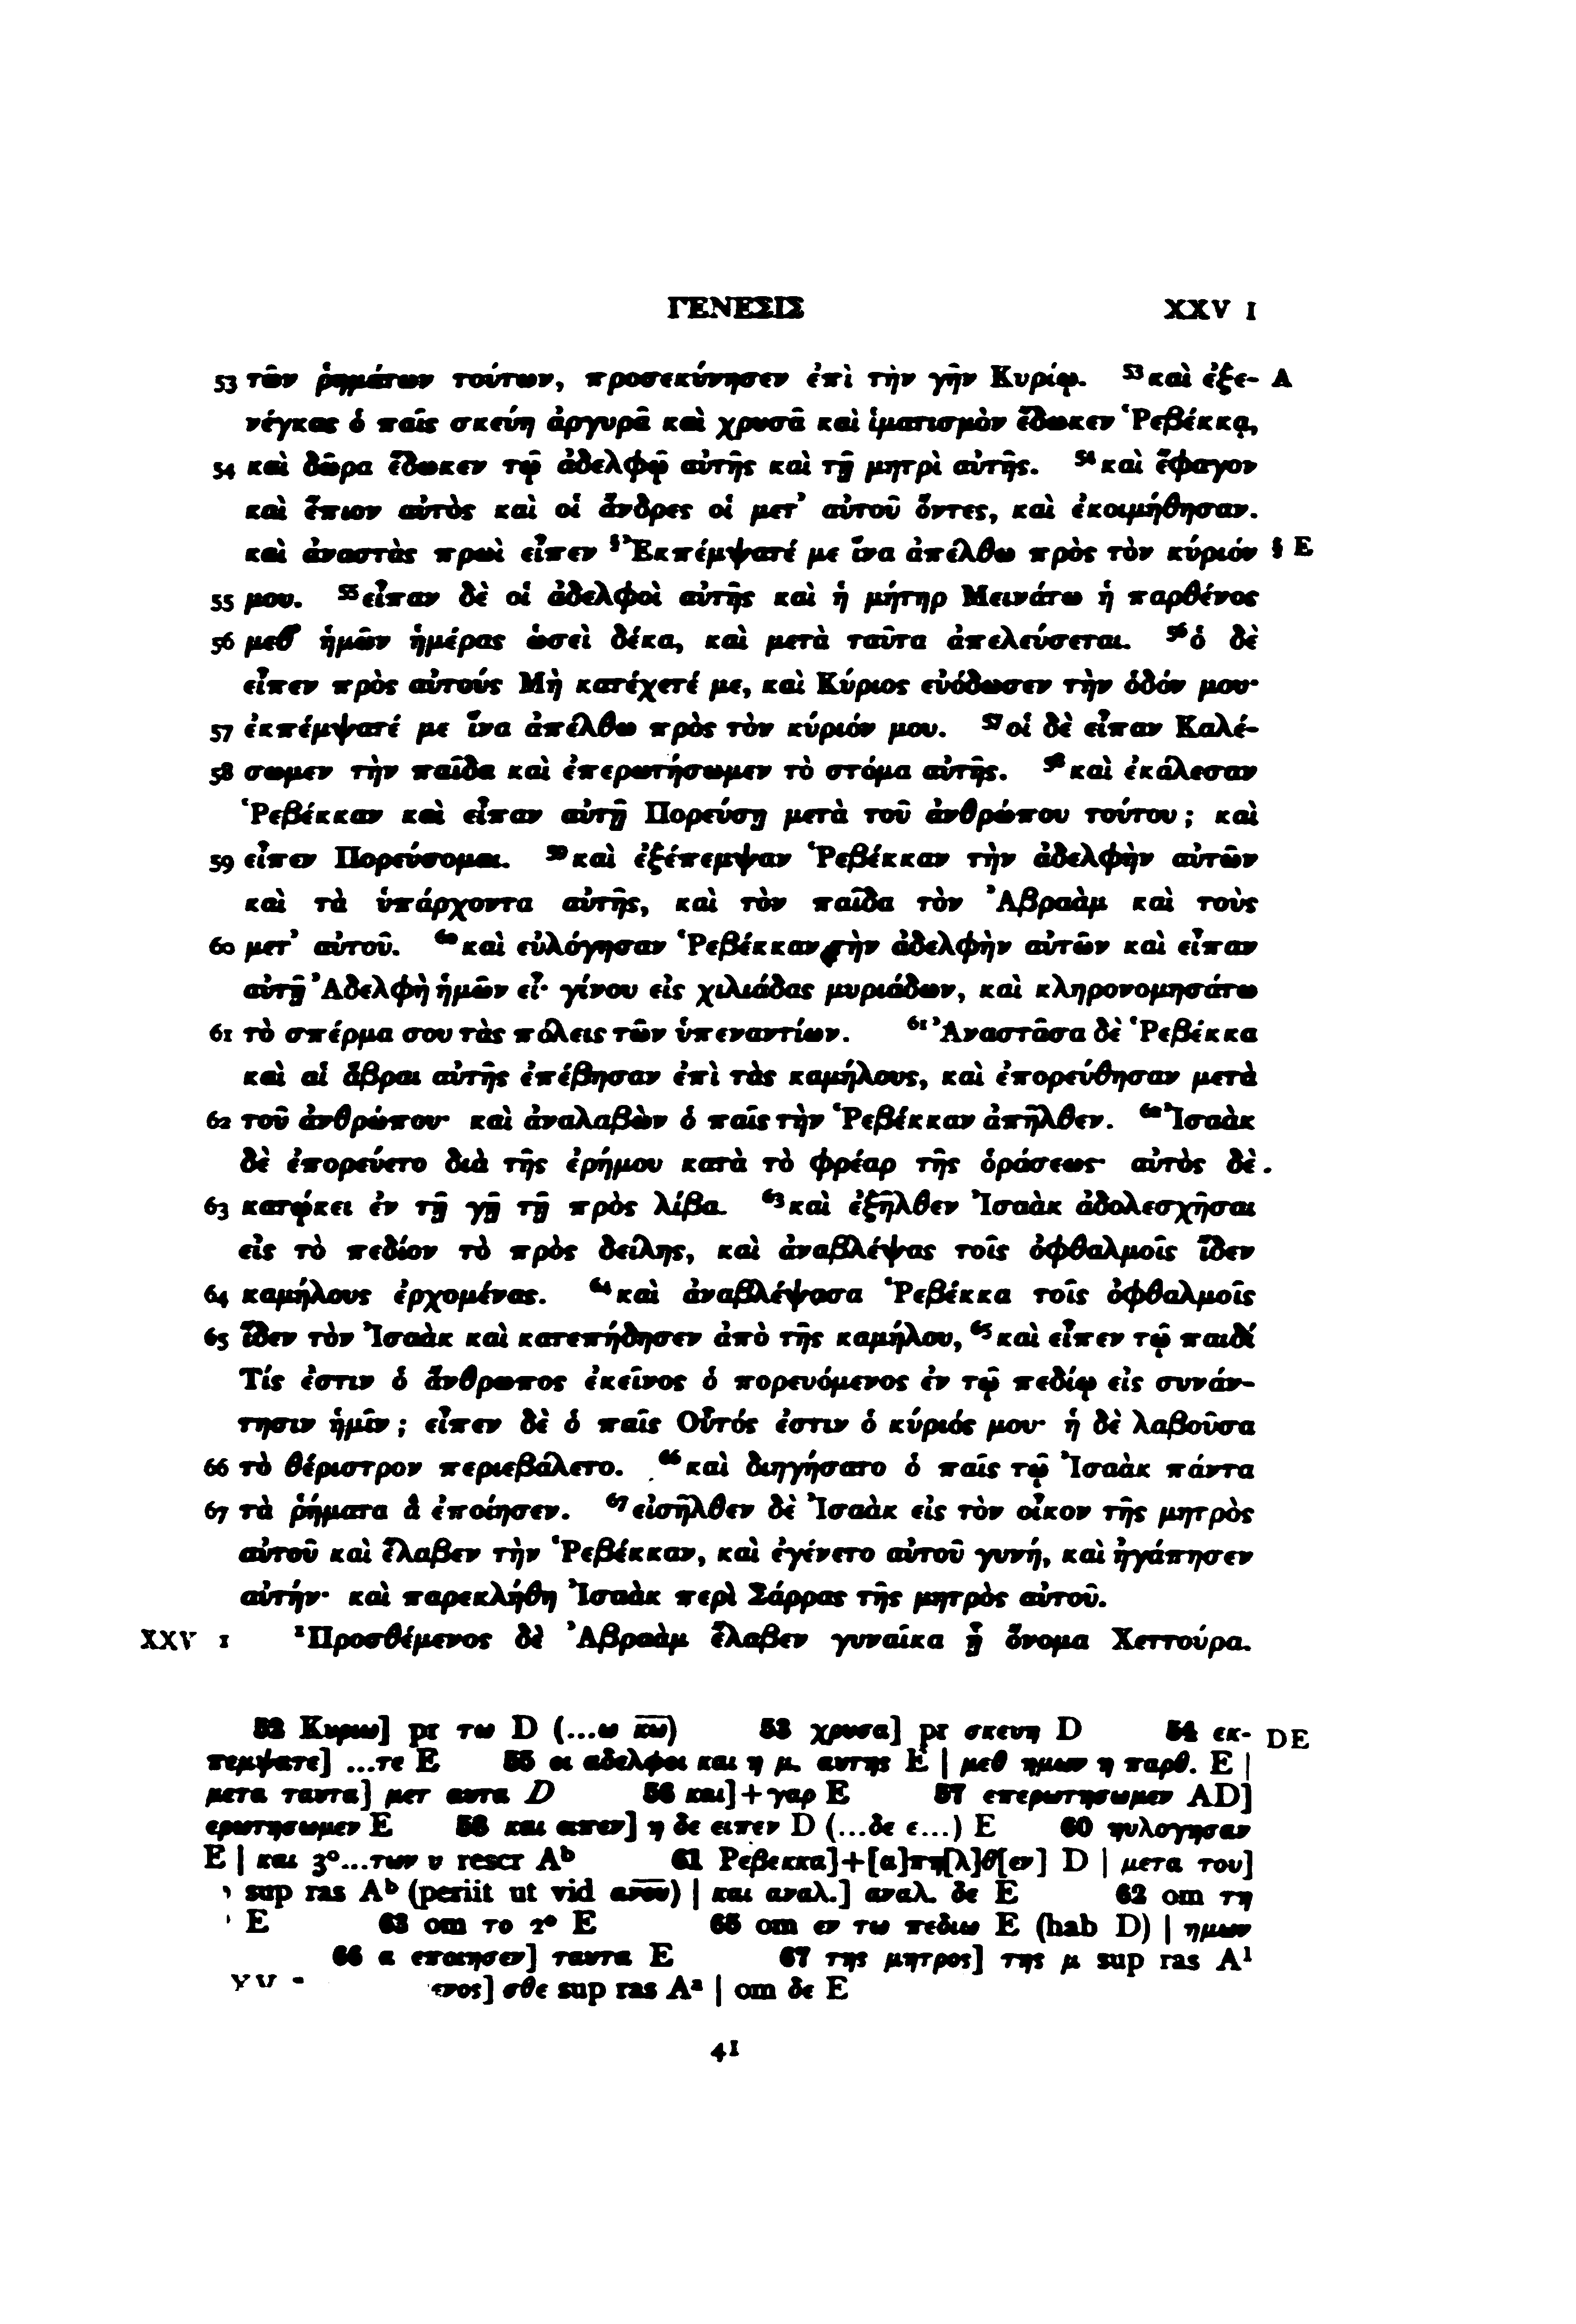 ΓΕΝΕΣΙΣ XXV 1
53 τῶν ῥημάτων τούτων, προσεκύνησεν ἐπὶ τὴν γῆν Κυρίῳ. ⁵³καὶ ἐξε- A
νέγκας ὁ παῖς σκεύη ἀργυρᾶ καὶ χρυσᾶ καὶ ἱματισμὸν ἔδωκεν Ῥεβέκκᾳ,
54 καὶ δῶρα ἔδωκεν τῷ ἀδελφῷ αὐτῆς καὶ τῇ μητρὶ αὐτῆς. ⁵⁴καὶ ἔφαγον
καὶ ἔπιον αὐτὸς καὶ οἱ ἄνδρες οἱ μετ’ αὐτοῦ ὄντες, καὶ ἐκοιμήθησαν.
καὶ ἀναστὰς πρωὶ εἶπεν §Ἐκπέμψατέ με ἵνα ἀπέλθω πρὸς τὸν κύριόν § E
55 μου. ⁵⁵εἶπαν δὲ οἱ ἀδελφοὶ αὐτῆς καὶ ἡ μήτηρ Μεινάτω ἡ παρθένος
56 μεθ’ ἡμῶν ἡμέρας ὡσεὶ δέκα, καὶ μετὰ ταῦτα ἀπελεύσεται. ⁵⁶ὁ δὲ
εἶπεν πρὸς αὐτούς Μὴ κατέχετέ με, καὶ Κύριος εὐόδωσεν τὴν ὁδόν μου·
57 ἐκπέμψατέ με ἵνα ἀπέλθω πρὸς τὸν κύριόν μου. ⁵⁷οἱ δὲ εἶπαν Καλέ-
58 σωμεν τὴν παῖδα καὶ ἐπερωτήσωμεν τὸ στόμα αὐτῆς. ⁵⁸καὶ ἐκάλεσαν
Ῥεβέκκαν καὶ εἶπαν αὐτῇ Πορεύσῃ μετὰ τοῦ ἀνθρώπου τούτου; καὶ
59 εἶπεν Πορεύσομαι. ⁵⁹καὶ ἐξέπεμψαν Ῥεβέκκαν τὴν ἀδελφὴν αὐτῶν
καὶ τὰ ὑπάρχοντα αὐτῆς, καὶ τὸν παῖδα τὸν Ἀβραὰμ καὶ τοὺς
60 μετ’ αὐτοῦ. ⁶⁰καὶ εὐλόγησαν Ῥεβέκκαν τὴν ἀδελφὴν αὐτῶν καὶ εἶπαν
αὐτῇ Ἀδελφὴ ἡμῶν εἶ· γίνου εἰς χιλιάδας μυριάδων, καὶ κληρονομησάτω
61 τὸ σπέρμα σου τὰς πόλεις τῶν ὑπεναντίων. ⁶¹Ἀναστᾶσα δὲ Ῥεβέκκα
καὶ αἱ ἅβραι αὐτῆς ἐπέβησαν ἐπὶ τὰς καμήλους, καὶ ἐπορεύθησαν μετὰ
62 τοῦ ἀνθρώπου· καὶ ἀναλαβὼν ὁ παῖς τὴν Ῥεβέκκαν ἀπῆλθεν. ⁶²Ἰσαὰκ
δὲ ἐπορεύετο διὰ τῆς ἐρήμου κατὰ τὸ φρέαρ τῆς ὁράσεως· αὐτὸς δὲ
63 κατῴκει ἐν τῇ γῇ τῇ πρὸς λίβα. ⁶³καὶ ἐξῆλθεν Ἰσαὰκ ἀδολεσχῆσαι
εἰς τὸ πεδίον τὸ πρὸς δείλης, καὶ ἀναβλέψας τοῖς ὀφθαλμοῖς ἴδεν
64 καμήλους ἐρχομένας. ⁶⁴καὶ ἀναβλέψασα Ῥεβέκκα τοῖς ὀφθαλμοῖς
65 ἴδεν τὸν Ἰσαὰκ καὶ κατεπήδησεν ἀπὸ τῆς καμήλου, ⁶⁵καὶ εἶπεν τῷ παιδί
Τίς ἐστιν ὁ ἄνθρωπος ἐκεῖνος ὁ πορευόμενος ἐν τῷ πεδίῳ εἰς συνάν-
τησιν ἡμῖν; εἶπεν δὲ ὁ παῖς Οὗτός ἐστιν ὁ κύριός μου· ἡ δὲ λαβοῦσα
66 τὸ θέριστρον περιεβάλετο. ⁶⁶καὶ διηγήσατο ὁ παῖς τῷ Ἰσαὰκ πάντα
67 τὰ ῥήματα ἃ ἐποίησεν. ⁶⁷εἰσῆλθεν δὲ Ἰσαὰκ εἰς τὸν οἶκον τῆς μητρὸς
αὐτοῦ καὶ ἔλαβεν τὴν Ῥεβέκκαν, καὶ ἐγένετο αὐτοῦ γυνή, καὶ ἠγάπησεν
αὐτήν· καὶ παρεκλήθη Ἰσαὰκ περὶ Σάρρας τῆς μητρὸς αὐτοῦ.
XXV 1 ¹Προσθέμενος δὲ Ἀβραὰμ ἔλαβεν γυναῖκα ᾗ ὄνομα Χεττούρα.
52 Κυριω] pr τω D (...ω κ̅ω̅) 53 χρυσα] pr σκευη D 54 εκ- DE
πεμψατε] ...τε E 55 οι αδελφοι και η μ. αυτης E | μεθ ημων η παρθ. E |
μετα ταυτα] μετ αυτα D 56 και]+γαρ E 57 επερωτησωμεν AD]
ερωτησωμεν E 58 και ειπεν] η δε ειπεν D (...δε ε...) E 60 ηυλογησαν
E | και 3°...των υ rescr Aᵇ 61 Ρεβεκκα]+[α]πη[λ]θ[εν] D | μετα του]
sup ras Aᵇ (periit ut vid α̅ν̅ο̅υ̅) | και αναλ.] αναλ. δε E 62 om τη
E 63 om το 2° E 65 om εν τω πεδιω E (hab D) | ημων
66 α εποιησεν] ταυτα E 67 της μητρος] της μ sup ras A¹
ενος] σθε sup ras Aᵃ | om δε E
41